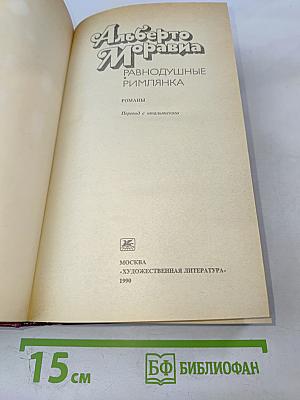 Альберто
Моравиа
РАВНОДУШНЫЕ
РИМЛЯНКА
РОМАНЫ
Перевод с итальянского
МОСКВА
«ХУДОЖЕСТВЕННАЯ ЛИТЕРАТУРА»
1990
15 см
БФ БИБЛИОФАН